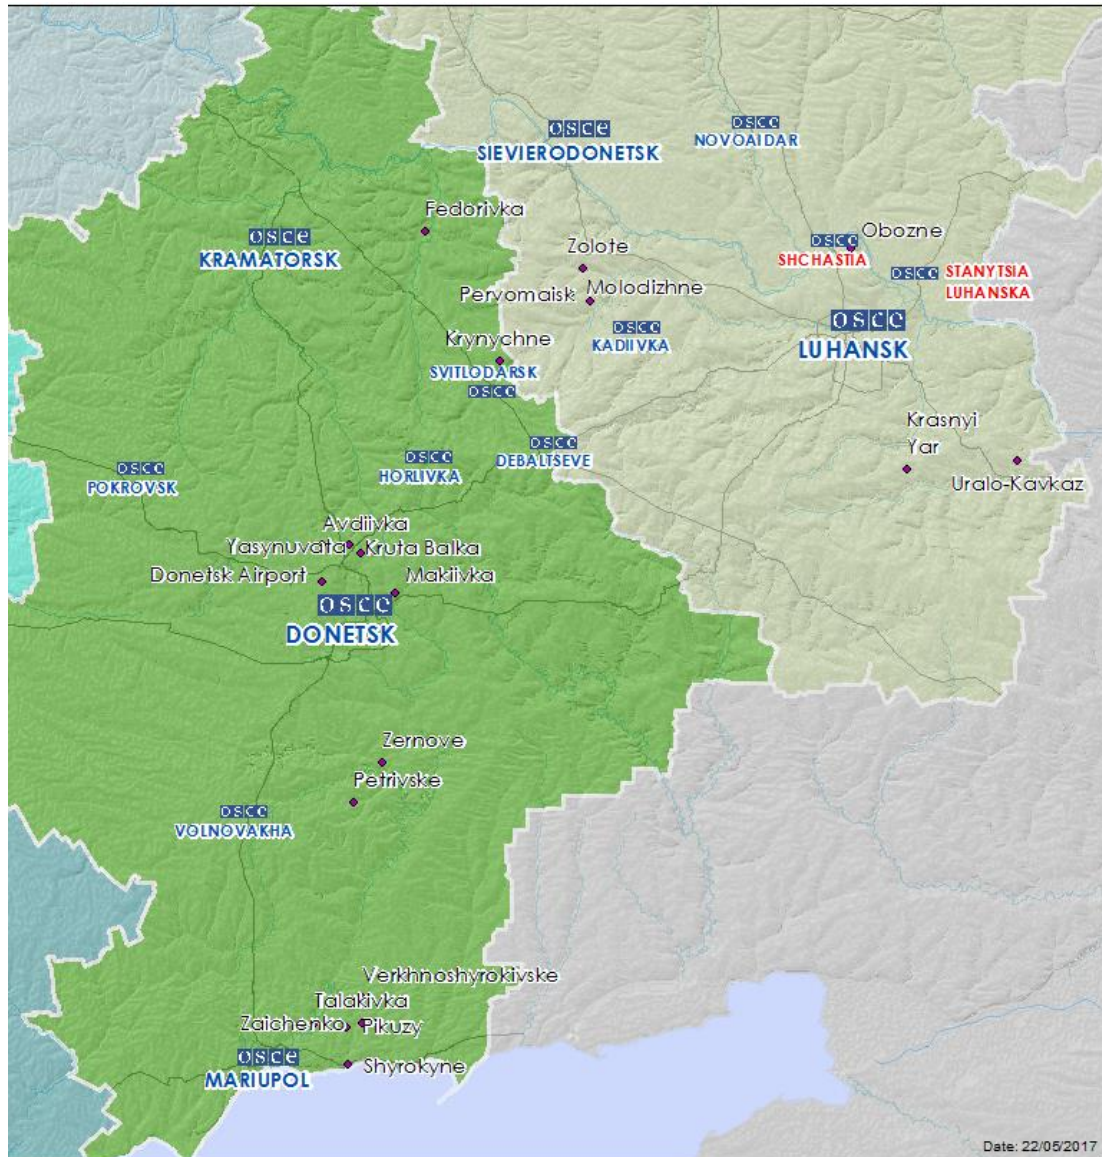 osce
SIEVIERODONETSK
osce
NOVOAIDAR
Fedorivka
osce
KRAMATORSK
Zolote
osce
SHCHASTIA
Obozne
osce
STANYTSIA
LUHANSKA
Pervomaisk
Molodizhne
osce
KADIIVKA
osce
LUHANSK
Krynychne
SVITLODARSK
osce
Krasnyi
Yar
Uralo-Kavkaz
osce
DEBALTSEVE
osce
HORLIVKA
osce
POKROVSK
Avdiivka
Yasynuvata
Kruta Balka
Donetsk Airport
Makiivka
osce
DONETSK
Zernove
Petrivske
osce
VOLNOVAKHA
Verkhnoshyrokivske
Talakivka
Zaichenko
Pikuzy
osce
MARIUPOL
Shyrokyne
Date: 22/05/2017